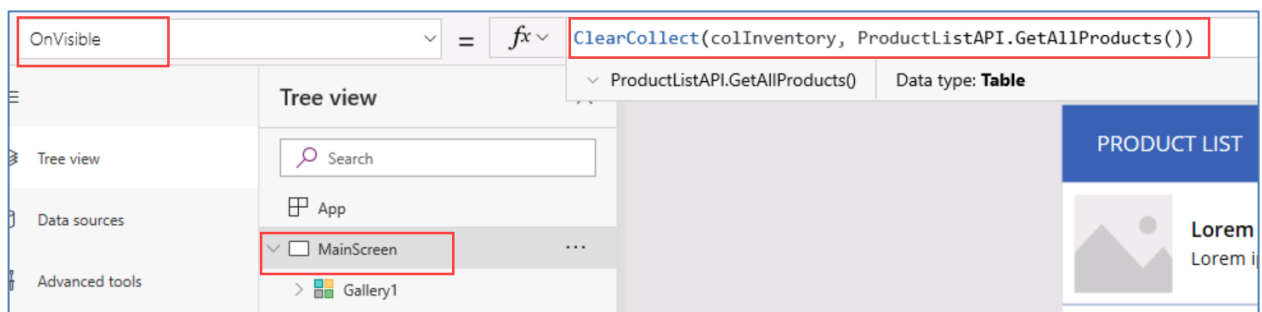 OnVisible
=
fx
ClearCollect(colInventory, ProductListAPI.GetAllProducts())
ProductListAPI.GetAllProducts()
Data type: Table
Tree view
Search
App
MainScreen
...
Gallery1
Tree view
Data sources
Advanced tools
PRODUCT LIST
Lorem
Lorem i